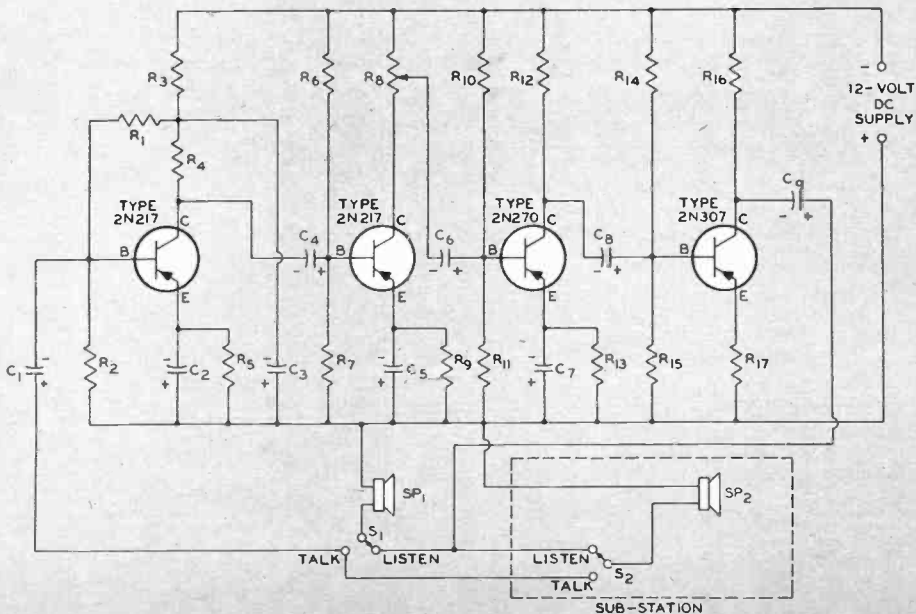 R3
R6
R8
R10
R12
R14
R16
-
12-VOLT
DC
SUPPLY
+
R1
R4
TYPE
2N217
C
B
E
C4
- +
TYPE
2N217
C
B
E
C6
- +
TYPE
2N270
C
B
E
C8
- +
TYPE
2N307
C
B
E
C9
- +
C1
-
+
R2
-
C2
+
R5
-
C3
+
R7
-
C5
+
R9
R11
-
C7
+
R13
R15
R17
SP1
S1
TALK
LISTEN
SP2
LISTEN
S2
TALK
SUB-STATION